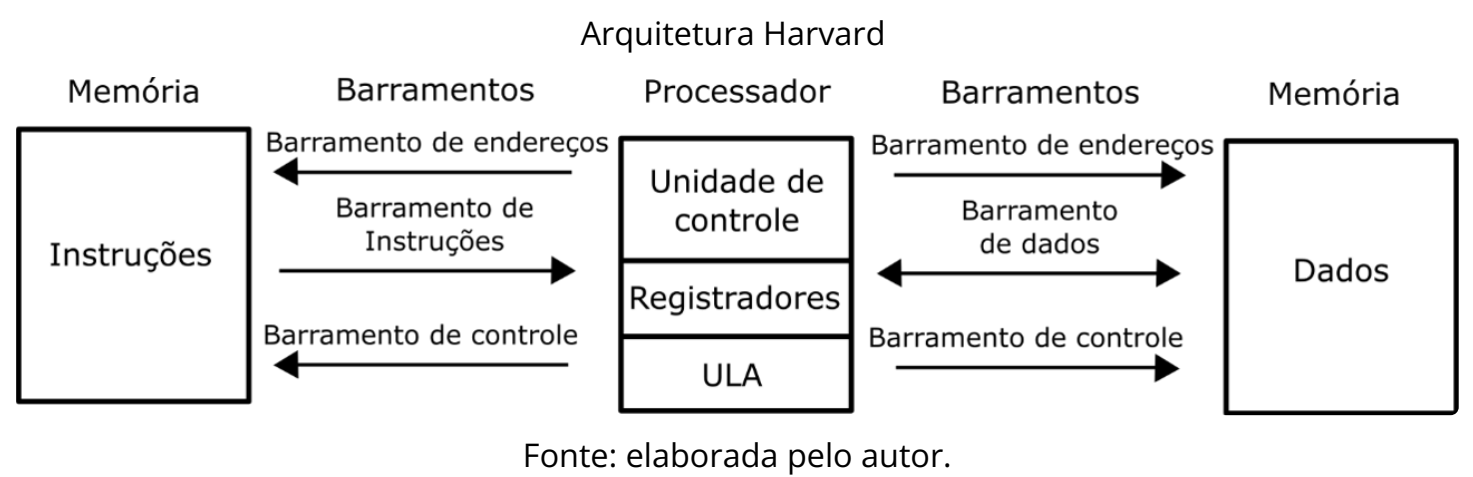 Arquitetura Harvard
Memória
Barramentos
Processador
Barramentos
Memória
Instruções
Barramento de endereços
Barramento de
Instruções
Barramento de controle
Unidade de
controle
Registradores
ULA
Barramento de endereços
Barramento
de dados
Barramento de controle
Dados
Fonte: elaborada pelo autor.